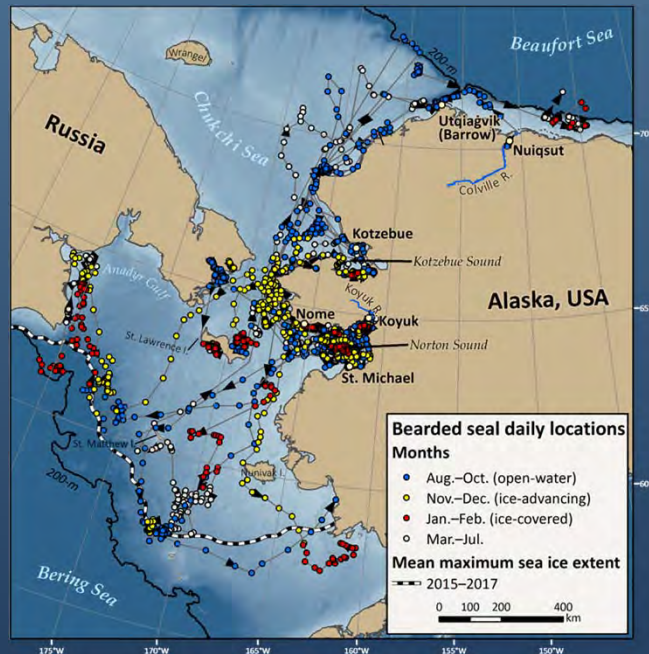 Beaufort Sea
200-m
Wrangel
Chukchi Sea
Russia
Utqiaġvik
(Barrow)
Nuiqsut
Colville R.
70
Kotzebue
Kotzebue Sound
Anadyr Gulf
Koyuk R.
Alaska, USA
Nome
Koyuk
65
St. Lawrence I.
Norton Sound
St. Michael
St. Matthew I.
Nunivak I.
200-m
60
Bering Sea
Bearded seal daily locations
Months
Aug.–Oct. (open-water)
Nov.–Dec. (ice-advancing)
Jan.–Feb. (ice-covered)
Mar.–Jul.
Mean maximum sea ice extent
2015–2017
0 100 200 400
km
175°W 170°W 165°W 160°W 155°W 150°W